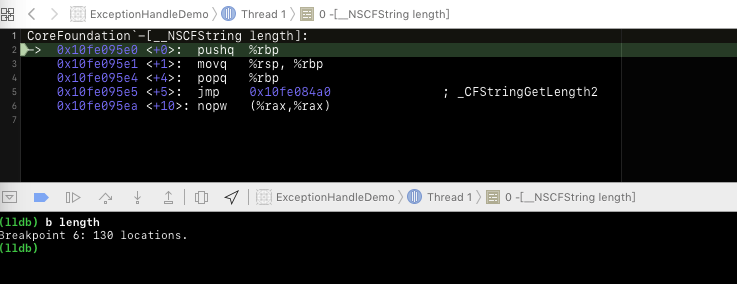 ExceptionHandleDemo Thread 1 0 -[__NSCFString length]
1 CoreFoundation`-[__NSCFString length]:
2 -> 0x10fe095e0 <+0>: pushq %rbp
3 0x10fe095e1 <+1>: movq %rsp, %rbp
4 0x10fe095e4 <+4>: popq %rbp
5 0x10fe095e5 <+5>: jmp 0x10fe084a0 ; _CFStringGetLength2
6 0x10fe095ea <+10>: nopw (%rax,%rax)
7
ExceptionHandleDemo Thread 1 0 -[__NSCFString length]
(lldb) b length
Breakpoint 6: 130 locations.
(lldb)